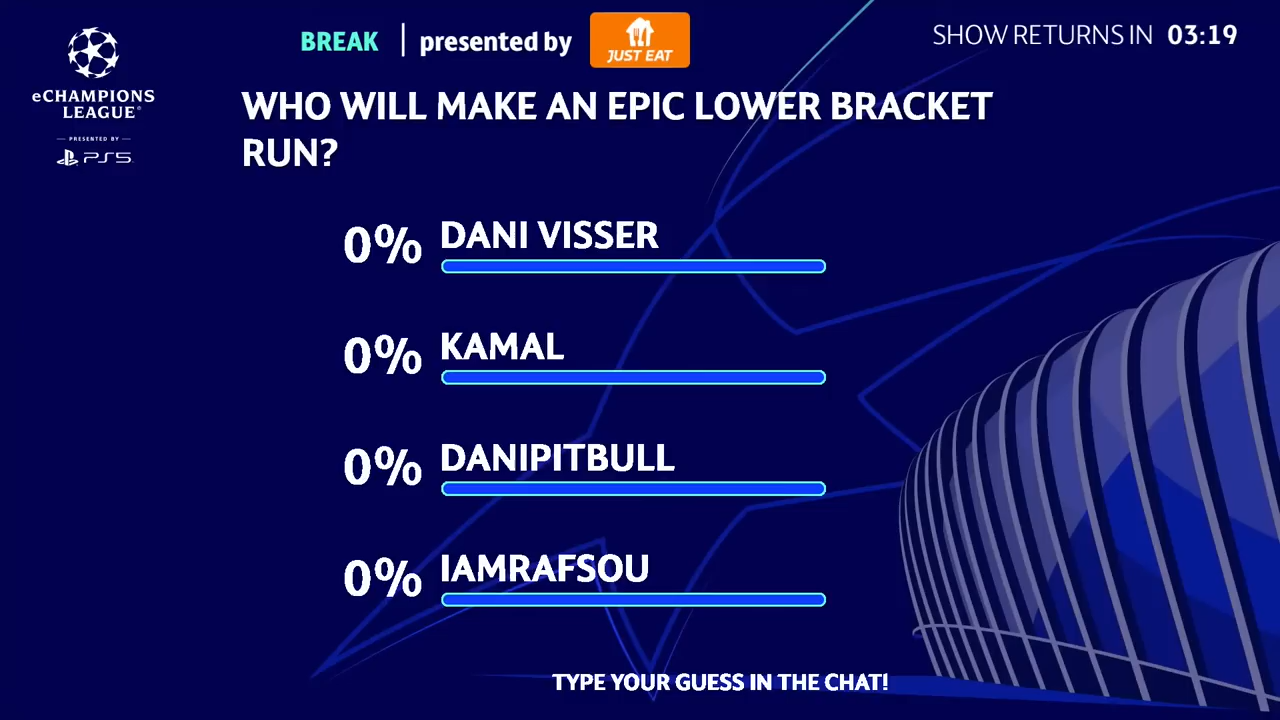 BREAK | presented by JUST EAT
SHOW RETURNS IN 03:19
eCHAMPIONS
LEAGUE®
PRESENTED BY
PS5
WHO WILL MAKE AN EPIC LOWER BRACKET
RUN?
0% DANI VISSER
0% KAMAL
0% DANIPITBULL
0% IAMRAFSOU
TYPE YOUR GUESS IN THE CHAT!